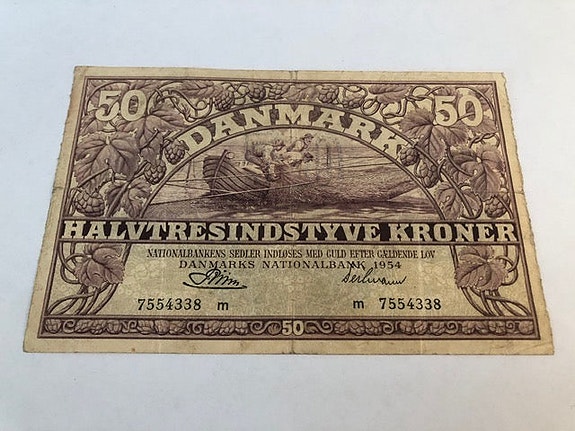 50 50
DANMARK
HALVTRESINDSTYVE KRONER
NATIONALBANKENS SEDLER INDLØSES MED GULD EFTER GÆLDENDE LOV
DANMARKS NATIONALBANK 1954
7554338 m m 7554338
50